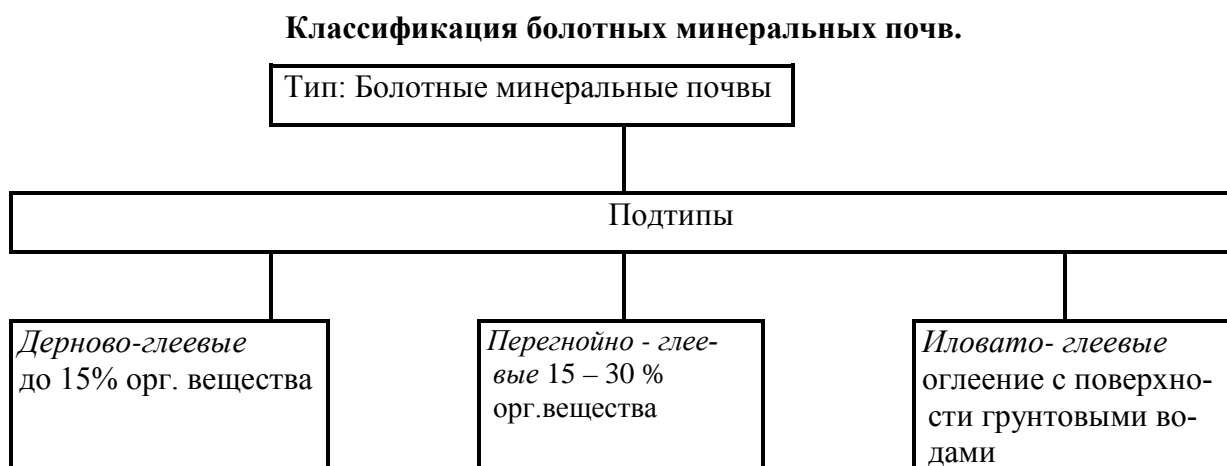 Классификация болотных минеральных почв.
Тип: Болотные минеральные почвы
Подтипы
Дерново-глеевые
до 15% орг. вещества
Перегнойно - глее-
вые 15 – 30 %
орг.вещества
Иловато- глеевые
оглеение с поверхно-
сти грунтовыми во-
дами